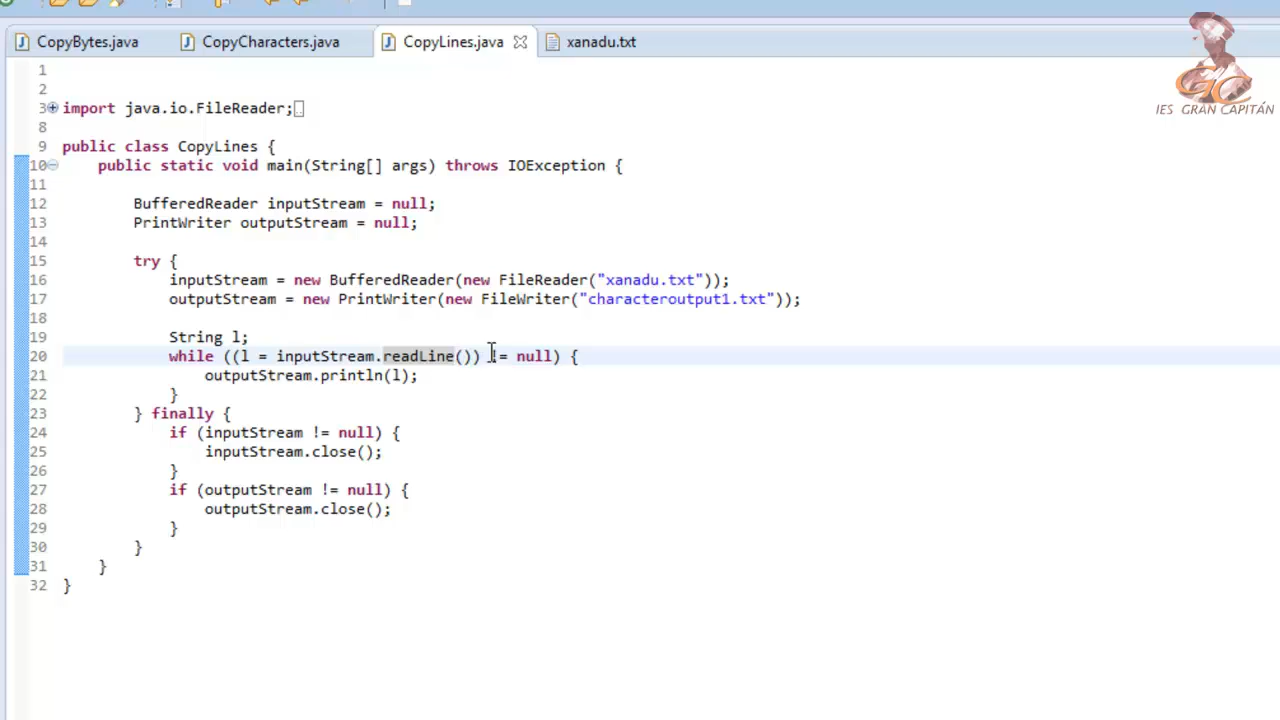 CopyBytes.java CopyCharacters.java CopyLines.java xanadu.txt
IES GRAN CAPITÁN
1
2
3 import java.io.FileReader;
8
9 public class CopyLines {
10 public static void main(String[] args) throws IOException {
11
12 BufferedReader inputStream = null;
13 PrintWriter outputStream = null;
14
15 try {
16 inputStream = new BufferedReader(new FileReader("xanadu.txt"));
17 outputStream = new PrintWriter(new FileWriter("characteroutput1.txt"));
18
19 String l;
20 while ((l = inputStream.readLine()) != null) {
21 outputStream.println(l);
22 }
23 } finally {
24 if (inputStream != null) {
25 inputStream.close();
26 }
27 if (outputStream != null) {
28 outputStream.close();
29 }
30 }
31 }
32 }